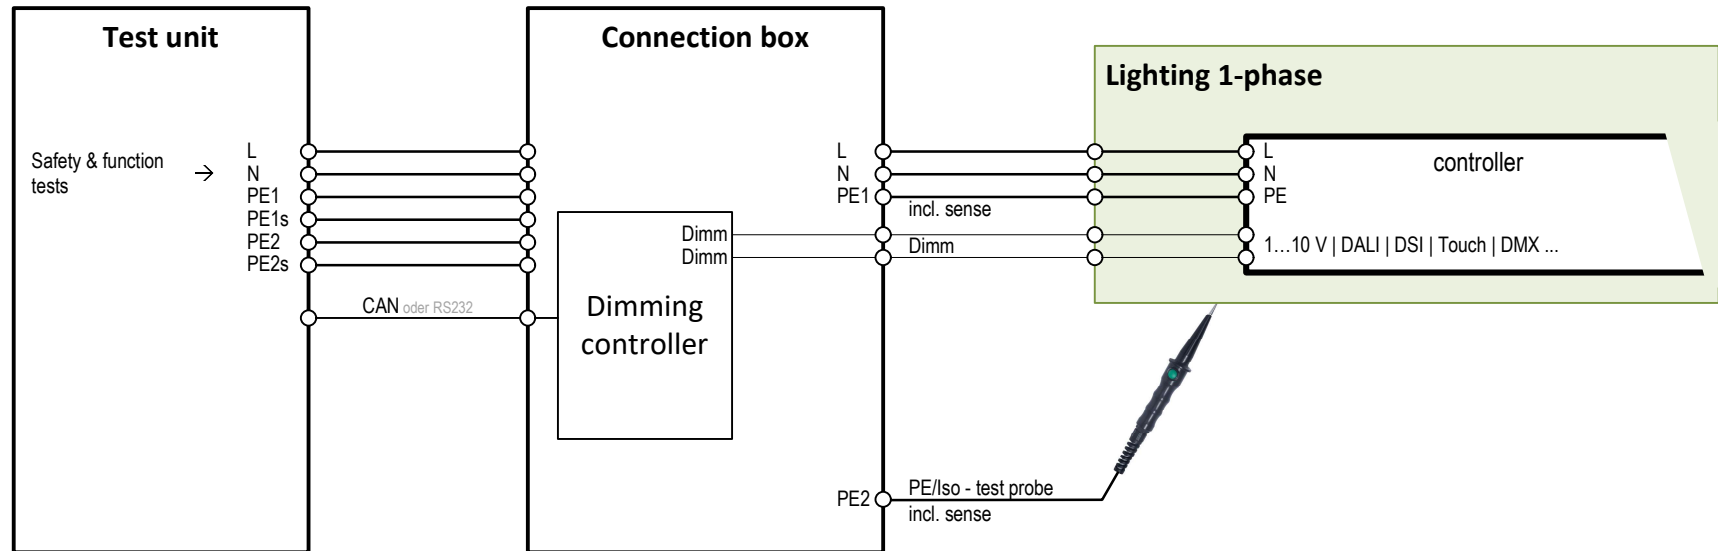 Test unit
Safety & function
tests
→
L
N
PE1
PE1s
PE2
PE2s
CAN oder RS232
Connection box
L
N
PE1
Dimm
Dimm
Dimming
controller
PE2
incl. sense
Dimm
PE/Iso - test probe
incl. sense
Lighting 1-phase
L
N
PE
controller
1…10 V | DALI | DSI | Touch | DMX ...